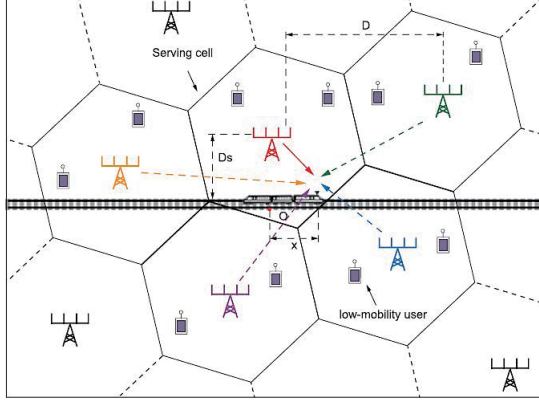 D
Serving cell
Ds
O
x
low-mobility user